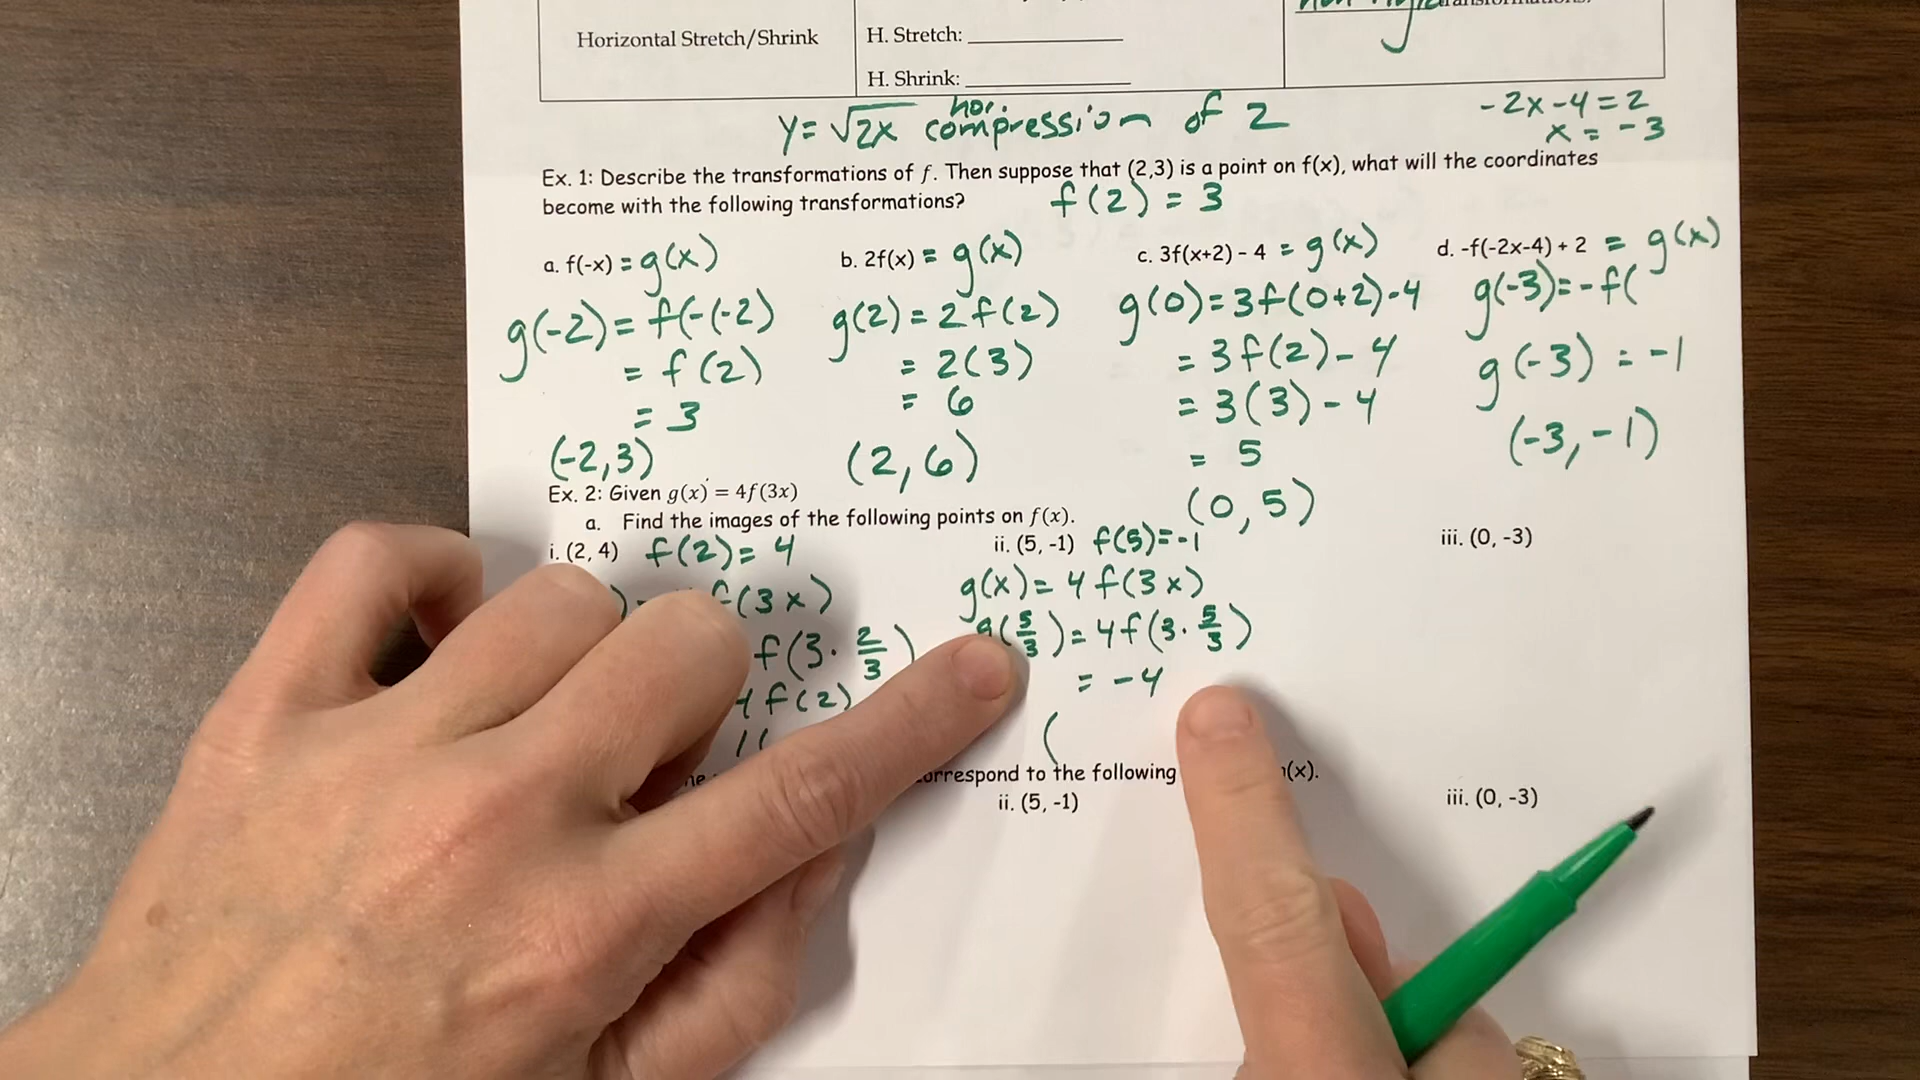 Horizontal Stretch/Shrink
H. Stretch:
H. Shrink:
y = √2x hor. compression of 2
-2x-4=2
x = -3
Ex. 1: Describe the transformations of f. Then suppose that (2,3) is a point on f(x), what will the coordinates
become with the following transformations?
f(2) = 3
a. f(-x) = g(x)
g(-2) = f(-(-2)
= f(2)
= 3
(-2,3)
b. 2f(x) = g(x)
g(2) = 2f(2)
= 2(3)
= 6
(2,6)
c. 3f(x+2) - 4 = g(x)
g(0) = 3f(0+2)-4
= 3f(2) - 4
= 3(3) - 4
= 5
(0,5)
d. -f(-2x-4) + 2 = g(x)
g(-3) = -f(
g(-3) = -1
(-3,-1)
Ex. 2: Given g(x) = 4f(3x)
a. Find the images of the following points on f(x).
i. (2, 4) f(2) = 4
f(3x)
f(3·2/3)
4f(2)
ii. (5, -1) f(5)=-1
g(x) = 4f(3x)
g(5/3) = 4f(3·5/3)
= -4
(
iii. (0, -3)
correspond to the following
(x).
ii. (5, -1)
iii. (0, -3)